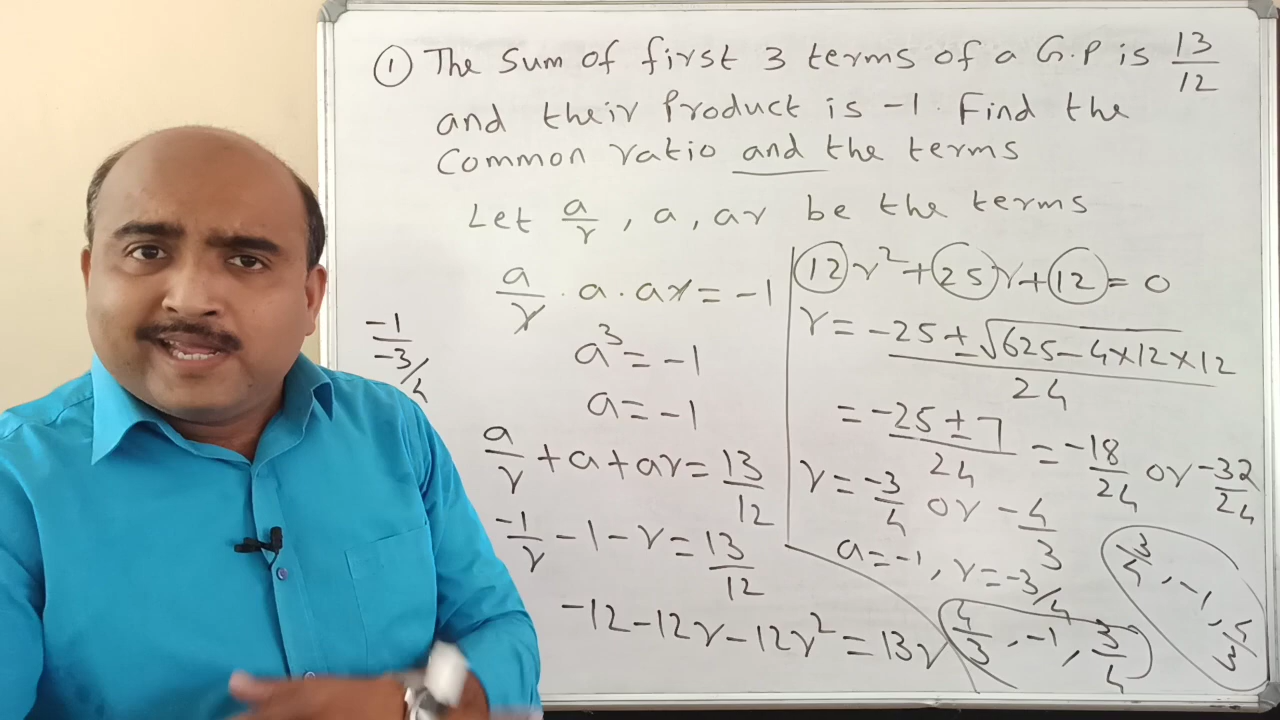 ① The sum of first 3 terms of a G.P is 13/12
and their Product is -1. Find the
Common ratio and the terms
Let a/r, a, ar be the terms
a/r . a . ar = -1
a³ = -1
a = -1
a/r + a + ar = 13/12
-1/r - 1 - r = 13/12
-12 - 12r - 12r² = 13r
-1/-3/4
12r² + 25r + 12 = 0
r = -25 ± √625 - 4×12×12 / 24
= -25 ± 7 / 24 = -18/24 or -32/24
r = -3/4 or -4/3
a = -1, r = -3/4
4/3, -1, 3/4
3/4, -1, 4/3